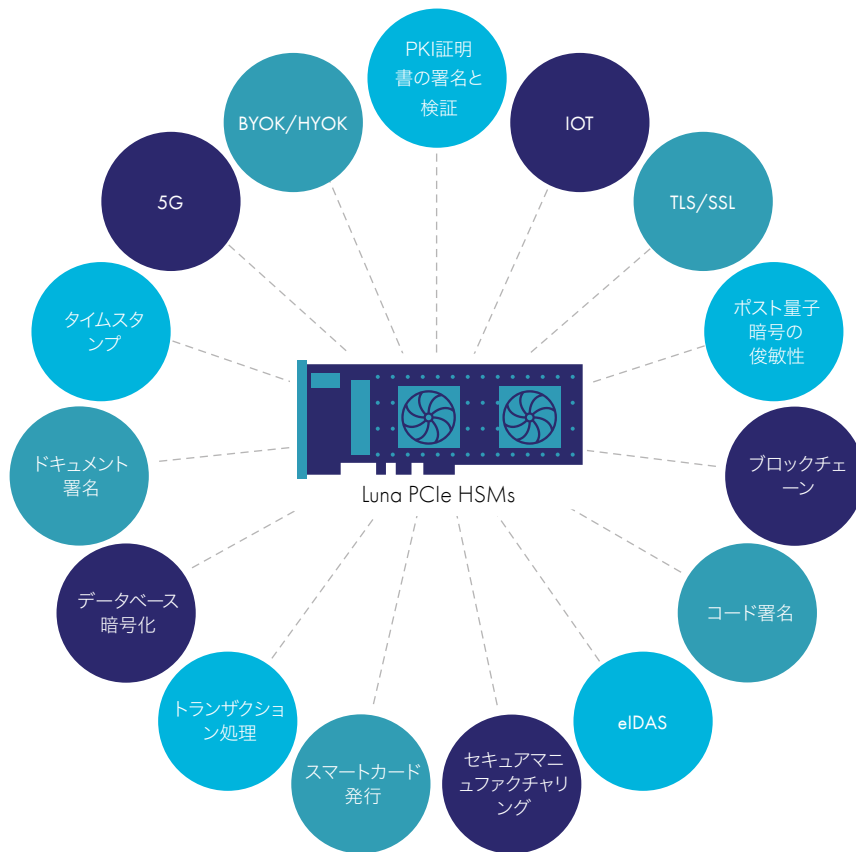 PKI証明
書の署名と
検証
IOT
TLS/SSL
ポスト量子
暗号の
俊敏性
ブロックチェ
ーン
コード署名
eIDAS
セキュアマニ
ュファクチャリ
ング
スマートカード
発行
トランザクショ
ン処理
データベース
暗号化
ドキュメント
署名
タイムスタ
ンプ
5G
BYOK/HYOK
Luna PCIe HSMs